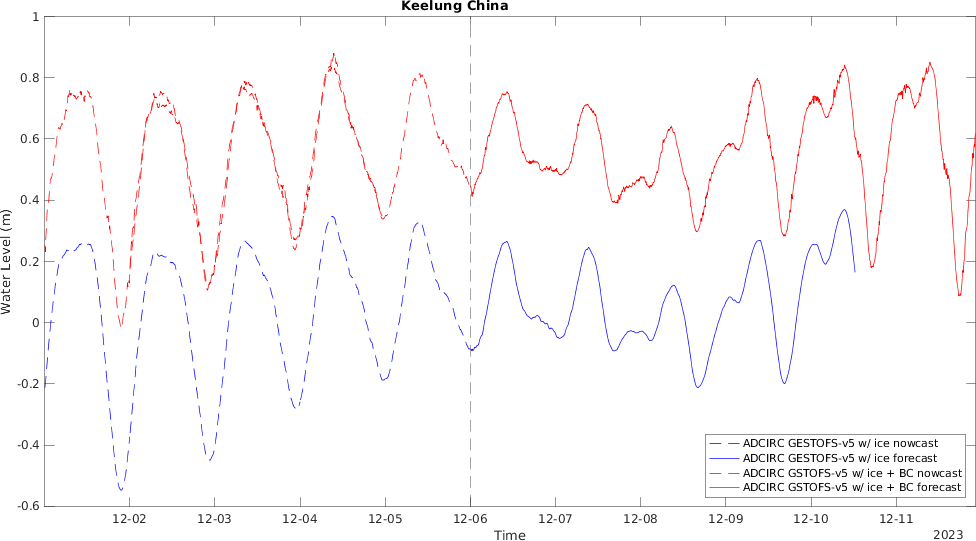 Keelung China
Water Level (m)
1
0.8
0.6
0.4
0.2
0
-0.2
-0.4
-0.6
12-02 12-03 12-04 12-05 12-06 12-07 12-08 12-09 12-10 12-11
Time
2023
ADCIRC GESTOFS-v5 w/ ice nowcast
ADCIRC GESTOFS-v5 w/ ice forecast
ADCIRC GSTOFS-v5 w/ ice + BC nowcast
ADCIRC GSTOFS-v5 w/ ice + BC forecast